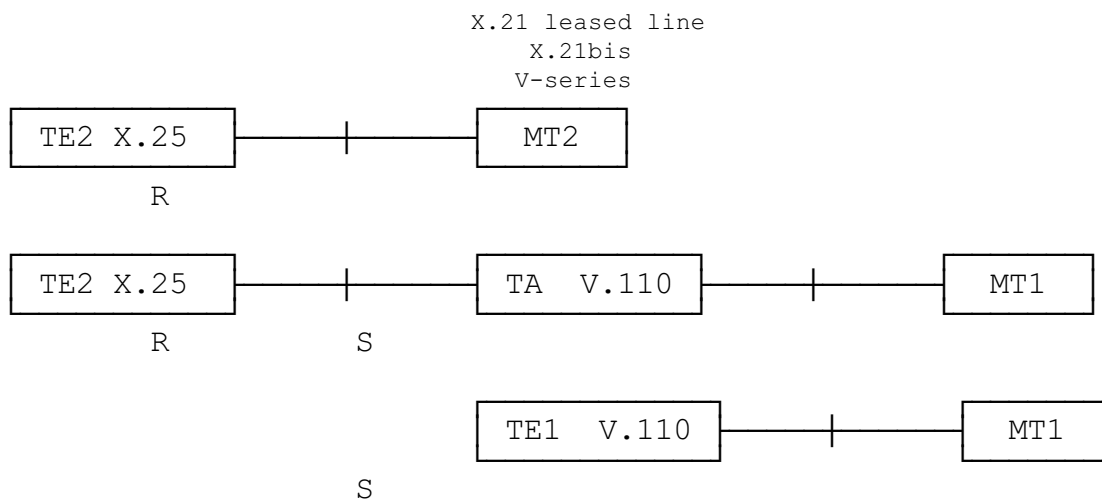 X.21 leased line
X.21bis
V-series
TE2 X.25 MT2
R
TE2 X.25 TA V.110 MT1
R S
TE1 V.110 MT1
S